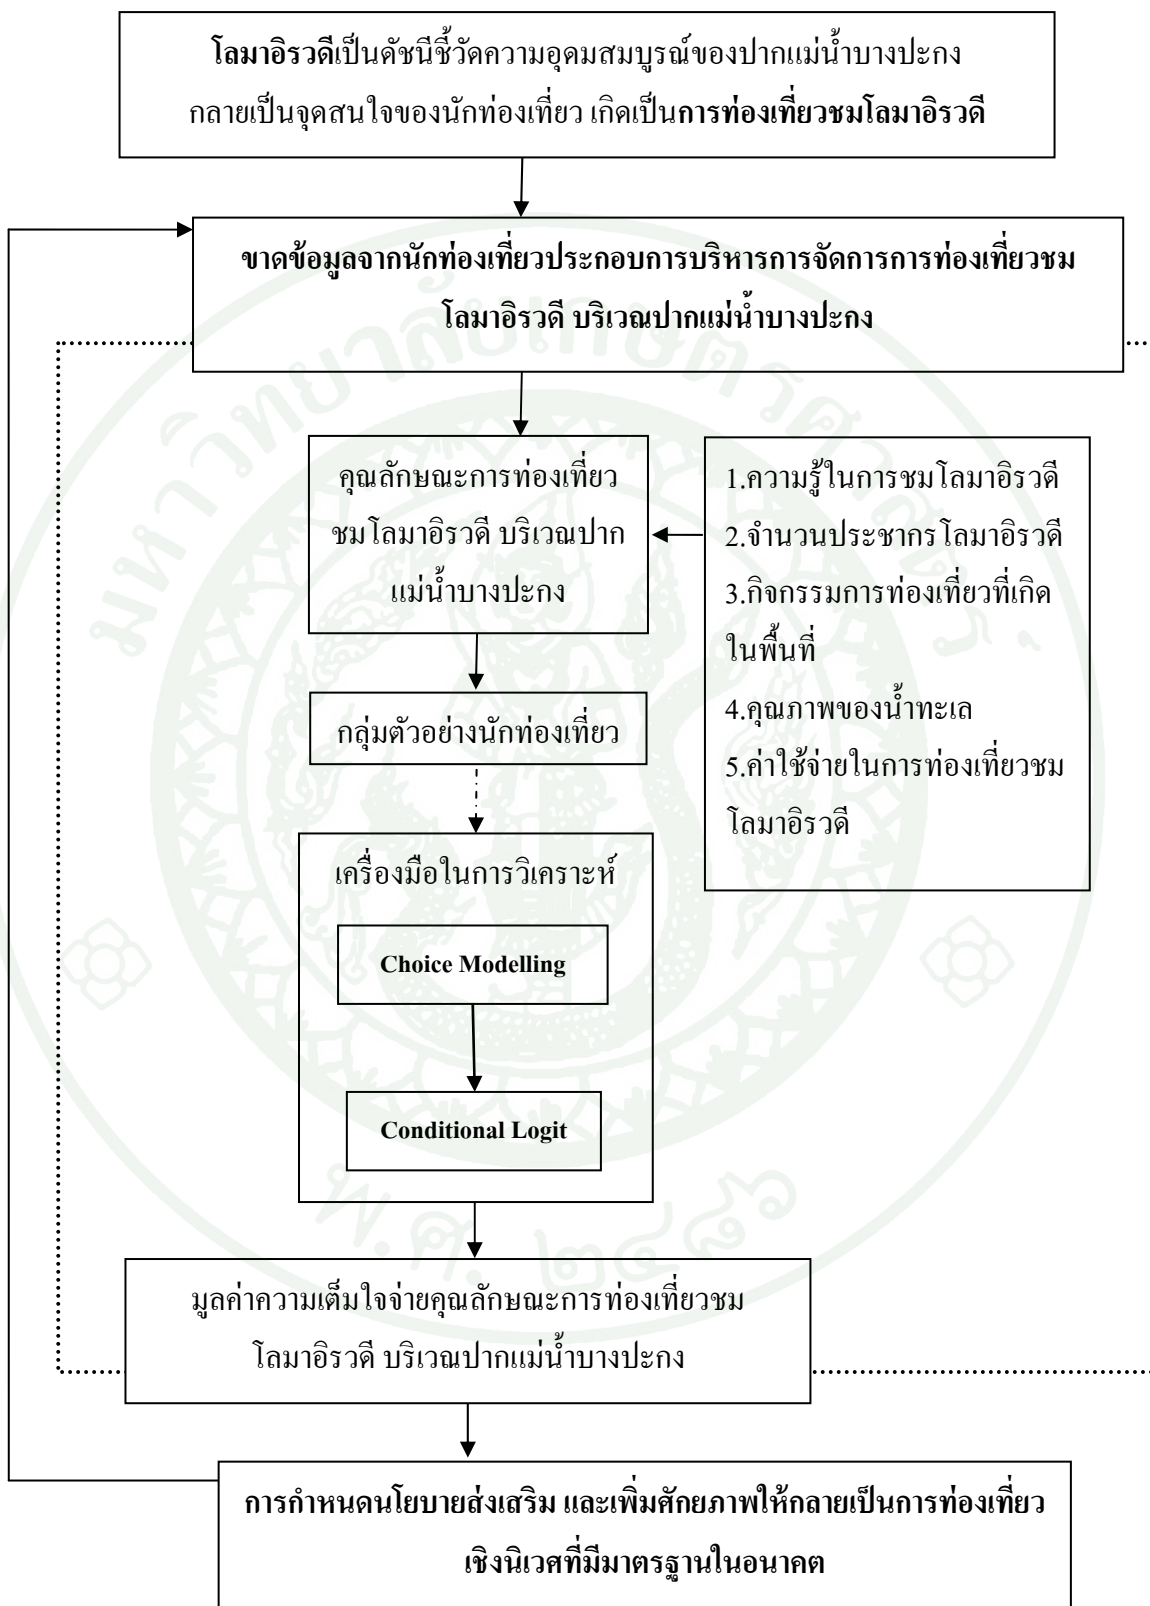 โลมาอิรวดีเป็นดัชนีชี้วัดความอุดมสมบูรณ์ของปากแม่น้ำบางปะกง
กลายเป็นจุดสนใจของนักท่องเที่ยว เกิดเป็นการท่องเที่ยวชมโลมาอิรวดี
ขาดข้อมูลจากนักท่องเที่ยวประกอบการบริหารการจัดการการท่องเที่ยวชม
โลมาอิรวดี บริเวณปากแม่น้ำบางปะกง
คุณลักษณะการท่องเที่ยว
ชมโลมาอิรวดี บริเวณปาก
แม่น้ำบางปะกง
1.ความรู้ในการชมโลมาอิรวดี
2.จำนวนประชากรโลมาอิรวดี
3.กิจกรรมการท่องเที่ยวที่เกิด
ในพื้นที่
4.คุณภาพของน้ำทะเล
5.ค่าใช้จ่ายในการท่องเที่ยวชม
โลมาอิรวดี
กลุ่มตัวอย่างนักท่องเที่ยว
เครื่องมือในการวิเคราะห์
Choice Modelling
Conditional Logit
มูลค่าความเต็มใจจ่ายคุณลักษณะการท่องเที่ยวชม
โลมาอิรวดี บริเวณปากแม่น้ำบางปะกง
การกำหนดนโยบายส่งเสริม และเพิ่มศักยภาพให้กลายเป็นการท่องเที่ยว
เชิงนิเวศที่มีมาตรฐานในอนาคต
มหาวิทยาลัยเกษตรศาสตร์
พ.ศ. ๒๔๘๖